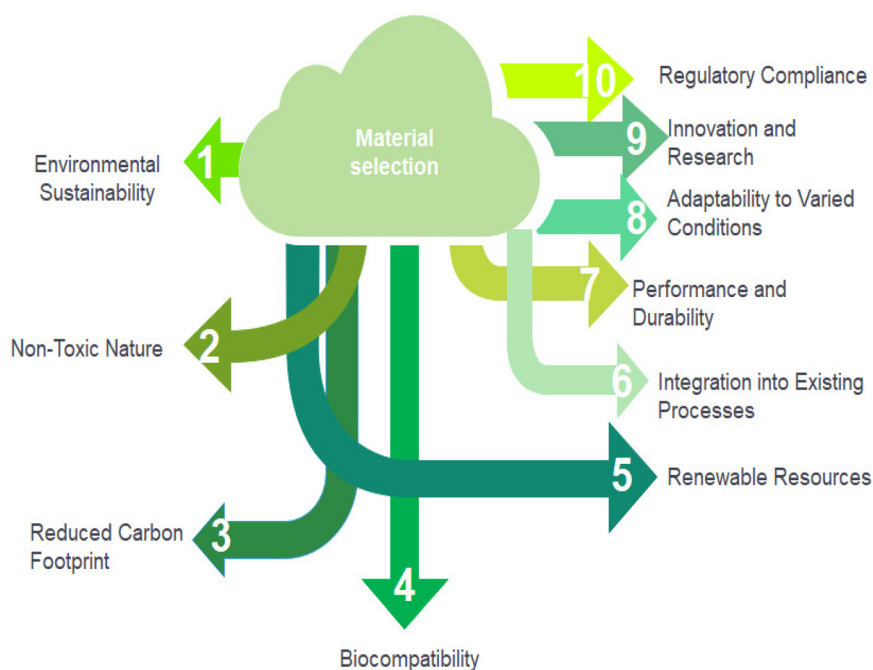 Material
selection
1
Environmental
Sustainability
2
Non-Toxic Nature
3
Reduced Carbon
Footprint
4
Biocompatibility
5
Renewable Resources
6
Integration into Existing
Processes
7
Performance and
Durability
8
Adaptability to Varied
Conditions
9
Innovation and
Research
10
Regulatory Compliance